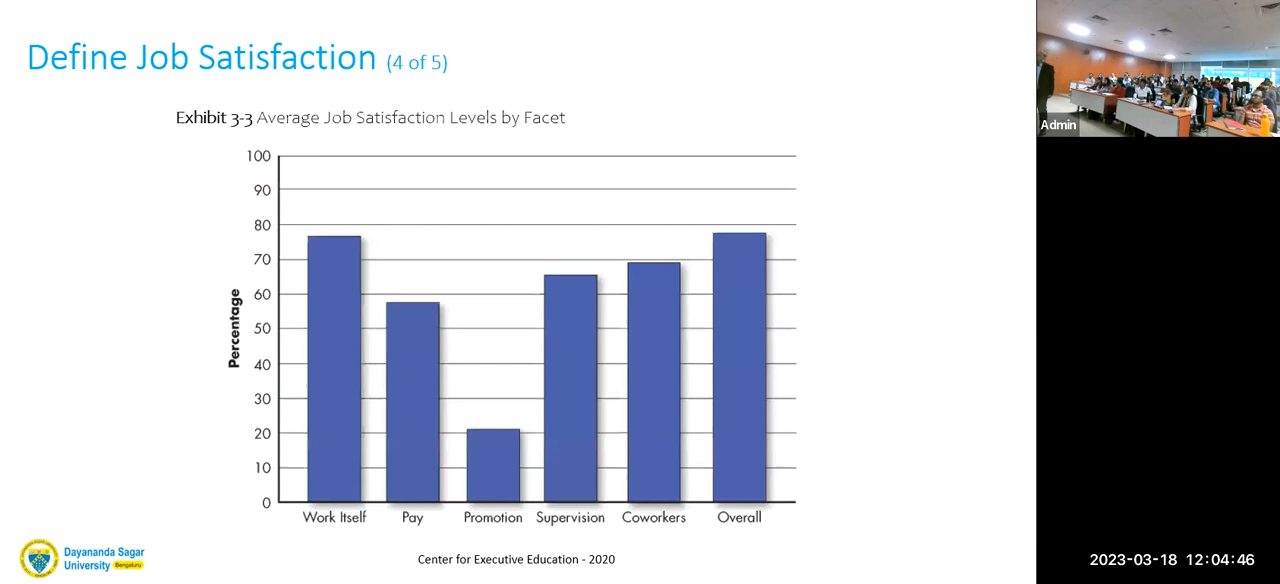 Define Job Satisfaction (4 of 5)
Exhibit 3-3 Average Job Satisfaction Levels by Facet
100
90
80
70
60
50
40
30
20
10
0
Percentage
Work Itself Pay Promotion Supervision Coworkers Overall
Dayananda Sagar
University Bengaluru
Center for Executive Education - 2020
Admin
2023-03-18 12:04:46